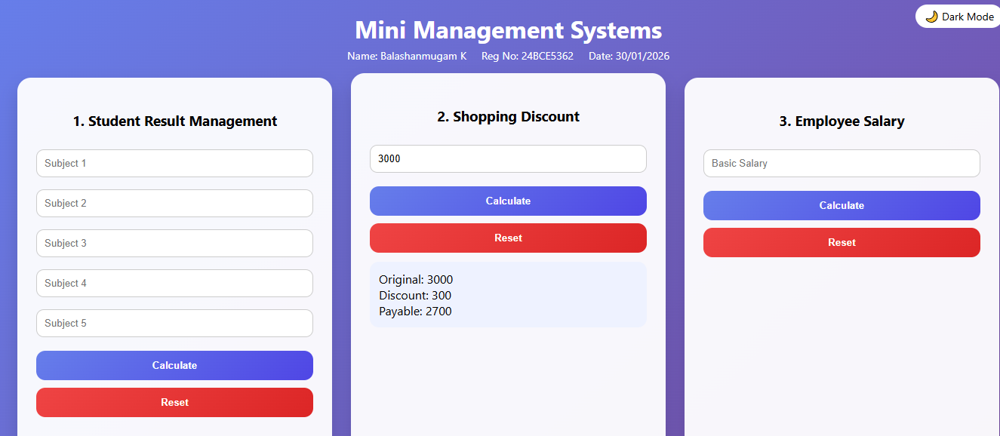 🌙 Dark Mode
Mini Management Systems
Name: Balashanmugam K Reg No: 24BCE5362 Date: 30/01/2026
1. Student Result Management
Subject 1
Subject 2
Subject 3
Subject 4
Subject 5
Calculate
Reset
2. Shopping Discount
3000
Calculate
Reset
Original: 3000
Discount: 300
Payable: 2700
3. Employee Salary
Basic Salary
Calculate
Reset